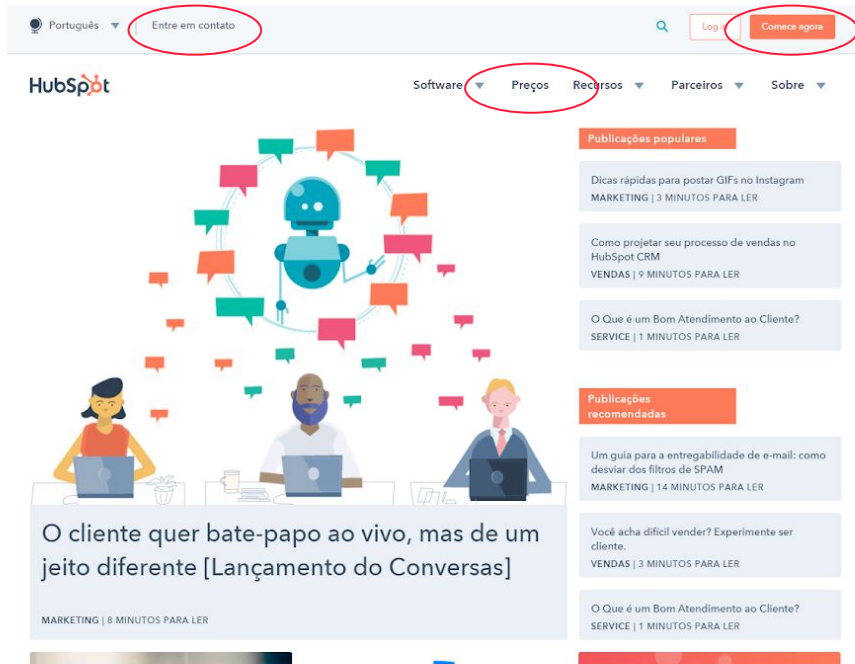 Português
Entre em contato
Log in
Comece agora
HubSpot
Software
Preços
Recursos
Parceiros
Sobre
Publicações populares
Dicas rápidas para postar GIFs no Instagram
MARKETING | 3 MINUTOS PARA LER
Como projetar seu processo de vendas no
HubSpot CRM
VENDAS | 9 MINUTOS PARA LER
O Que é um Bom Atendimento ao Cliente?
SERVICE | 1 MINUTOS PARA LER
Publicações
recomendadas
Um guia para a entregabilidade de e-mail: como
desviar dos filtros de SPAM
MARKETING | 14 MINUTOS PARA LER
Você acha difícil vender? Experimente ser
cliente.
VENDAS | 3 MINUTOS PARA LER
O Que é um Bom Atendimento ao Cliente?
SERVICE | 1 MINUTOS PARA LER
O cliente quer bate-papo ao vivo, mas de um
jeito diferente [Lançamento do Conversas]
MARKETING | 8 MINUTOS PARA LER